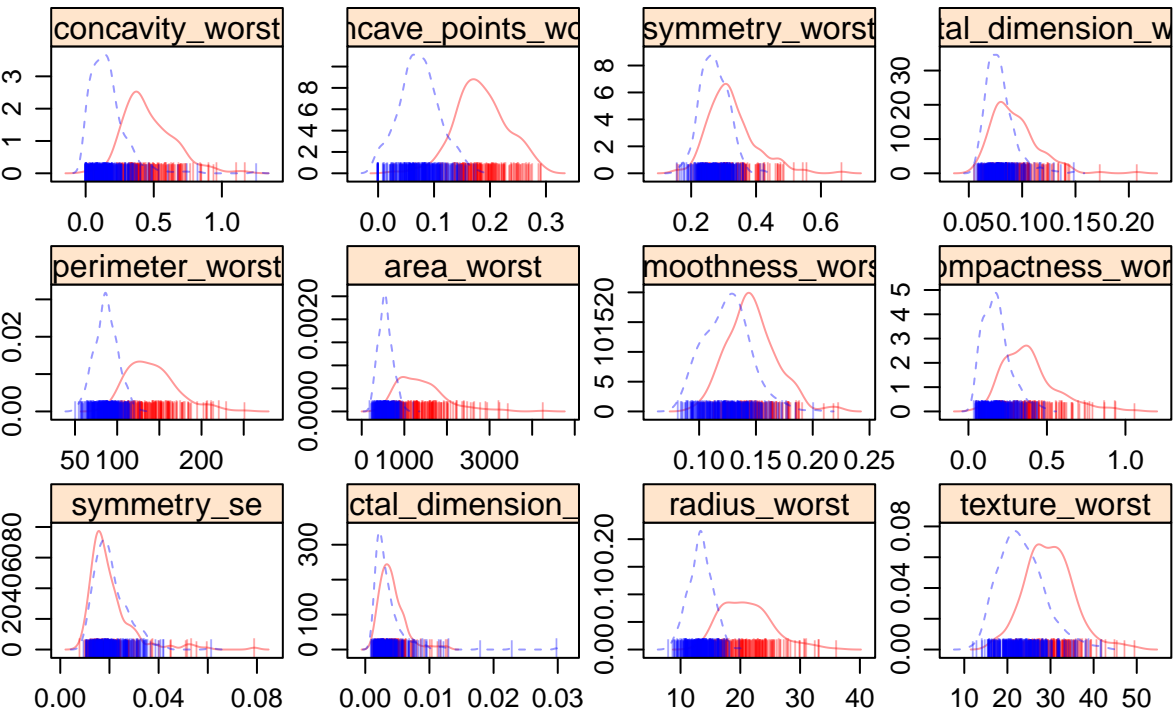 concavity_worst
ncave_points_wo
symmetry_worst
tal_dimension_w
0 1 2 3
0 2 4 6 8
0 2 4 6 8
0 10 20 30
0.0 0.5 1.0
0.0 0.1 0.2 0.3
0.2 0.4 0.6
0.05 0.10 0.15 0.20
perimeter_worst
area_worst
moothness_wors
ompactness_wor
0.00 0.02
0.0000 0.0020
0 5 10 15 20
0 1 2 3 4 5
50 100 200
0 1000 3000
0.10 0.15 0.20 0.25
0.0 0.5 1.0
symmetry_se
ctal_dimension_
radius_worst
texture_worst
0 20 40 60 80
0 100 300
0.00 0.10 0.20
0.00 0.04 0.08
0.00 0.04 0.08
0.00 0.01 0.02 0.03
10 20 30 40
10 20 30 40 50